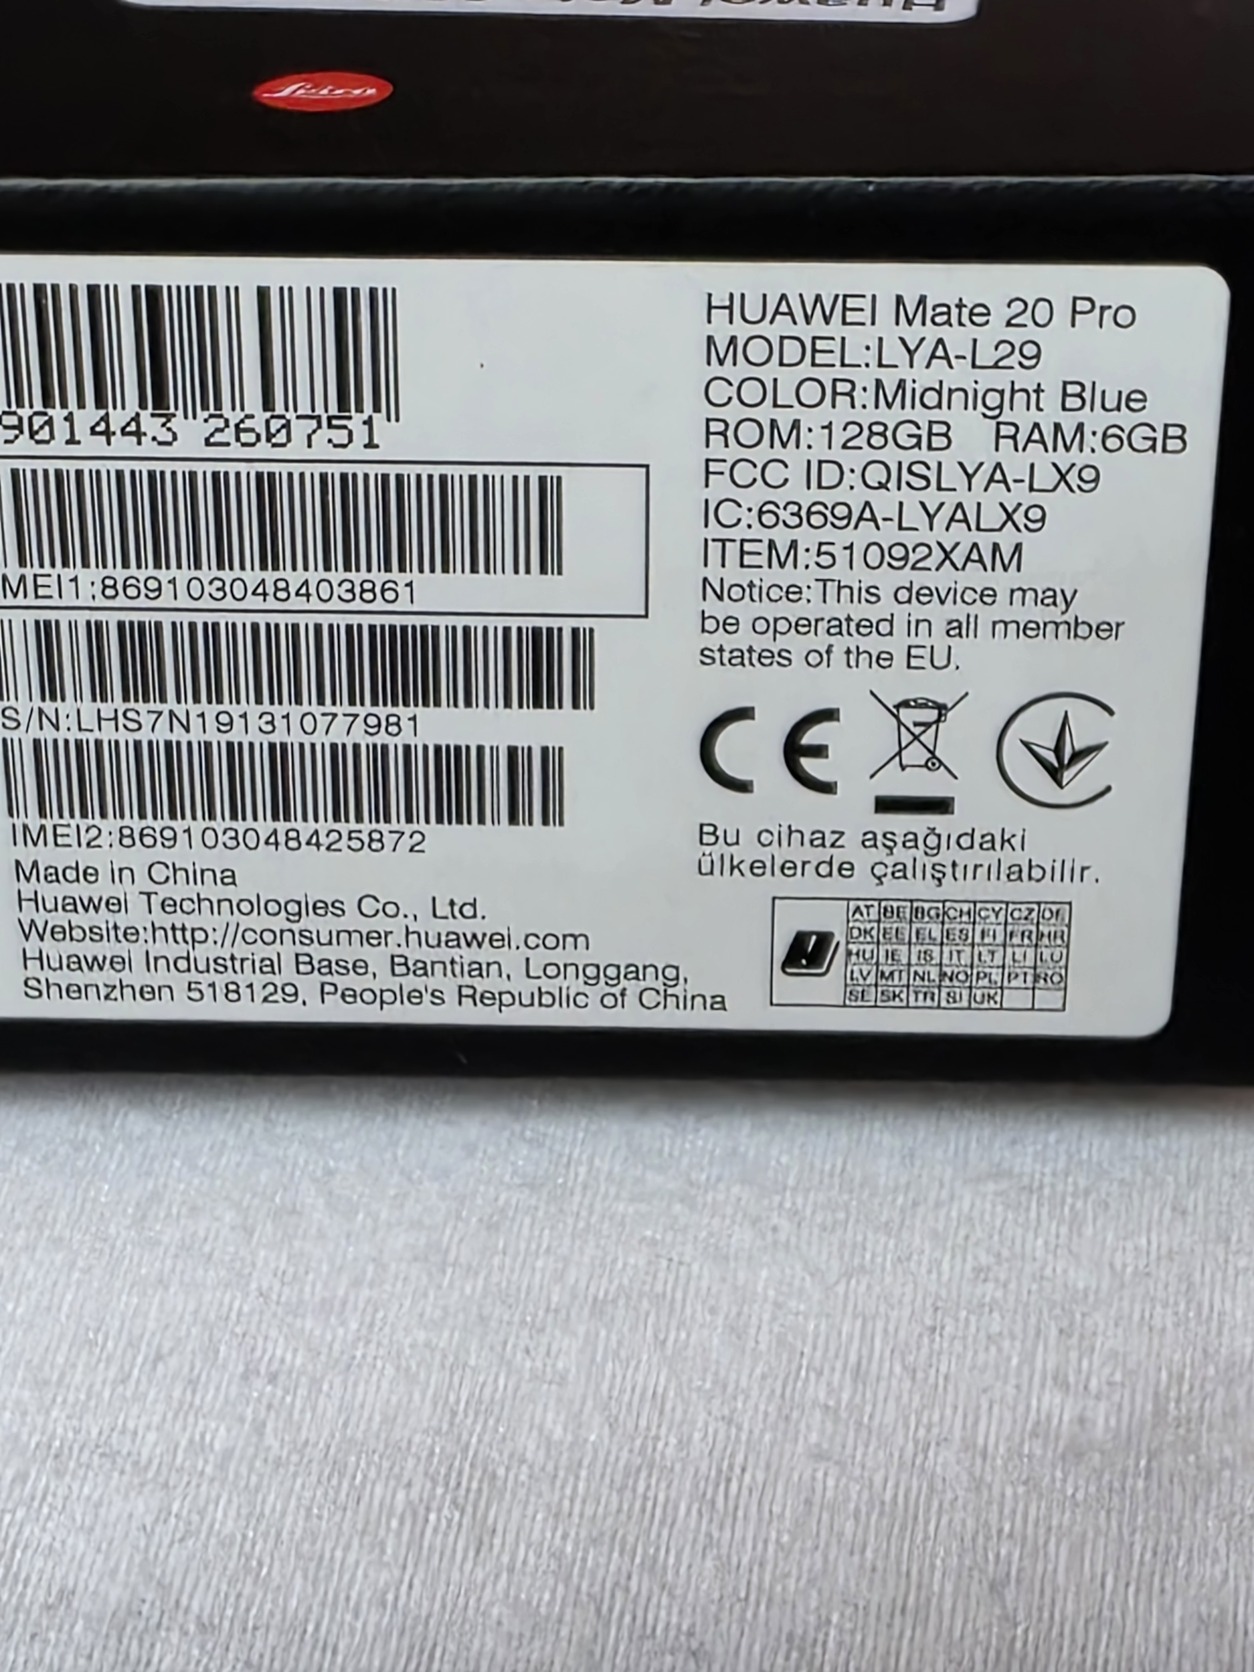 Leica
901443 260751
MEI1:869103048403861
S/N:LHS7N19131077981
IMEI2:869103048425872
Made in China
Huawei Technologies Co., Ltd.
Website:http://consumer.huawei.com
Huawei Industrial Base, Bantian, Longgang,
Shenzhen 518129, People's Republic of China
HUAWEI Mate 20 Pro
MODEL:LYA-L29
COLOR:Midnight Blue
ROM:128GB RAM:6GB
FCC ID:QISLYA-LX9
IC:6369A-LYALX9
ITEM:51092XAM
Notice:This device may
be operated in all member
states of the EU.
CE
Bu cihaz aşağıdaki
ülkelerde çalıştırılabilir.
AT BE BG CH CY CZ DE
DK EE EL ES FI FR HR
HU IE IS IT LT LI LU
LV MT NL NO PL PT RO
SE SK TR SI UK